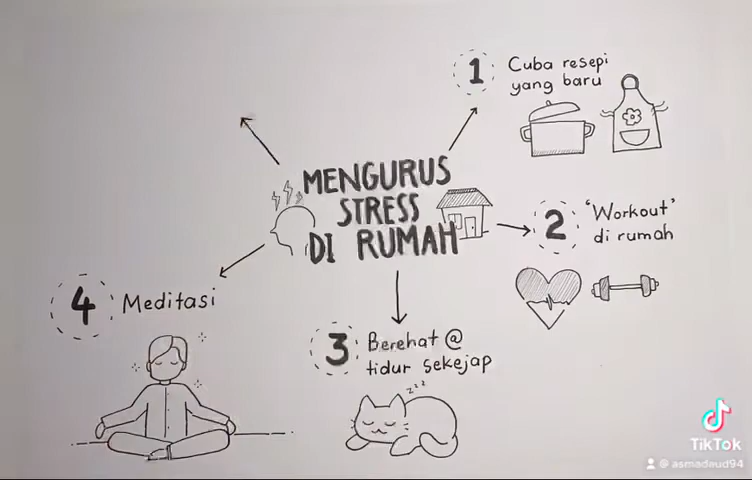 MENGURUS
STRESS
DI RUMAH
1
Cuba resepi
yang baru
2
'Workout'
di rumah
3
Berehat @
tidur sekejap
zzz
4
Meditasi
TikTok
@ asmadaud94